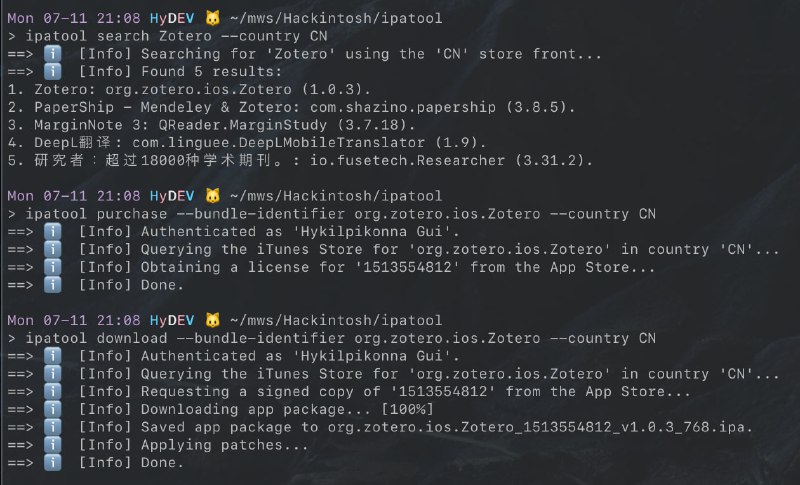 Mon 07-11 21:08 HyDEV 🐱 ~/mws/Hackintosh/ipatool
> ipatool search Zotero --country CN
==> ℹ️ [Info] Searching for 'Zotero' using the 'CN' store front...
==> ℹ️ [Info] Found 5 results:
1. Zotero: org.zotero.ios.Zotero (1.0.3).
2. PaperShip - Mendeley & Zotero: com.shazino.papership (3.8.5).
3. MarginNote 3: QReader.MarginStudy (3.7.18).
4. DeepL翻译: com.linguee.DeepLMobileTranslator (1.9).
5. 研究者：超过18000种学术期刊。: io.fusetech.Researcher (3.31.2).
Mon 07-11 21:08 HyDEV 🐱 ~/mws/Hackintosh/ipatool
> ipatool purchase --bundle-identifier org.zotero.ios.Zotero --country CN
==> ℹ️ [Info] Authenticated as 'Hykilpikonna Gui'.
==> ℹ️ [Info] Querying the iTunes Store for 'org.zotero.ios.Zotero' in country 'CN'...
==> ℹ️ [Info] Obtaining a license for '1513554812' from the App Store...
==> ℹ️ [Info] Done.
Mon 07-11 21:08 HyDEV 🐱 ~/mws/Hackintosh/ipatool
> ipatool download --bundle-identifier org.zotero.ios.Zotero --country CN
==> ℹ️ [Info] Authenticated as 'Hykilpikonna Gui'.
==> ℹ️ [Info] Querying the iTunes Store for 'org.zotero.ios.Zotero' in country 'CN'...
==> ℹ️ [Info] Requesting a signed copy of '1513554812' from the App Store...
==> ℹ️ [Info] Downloading app package... [100%]
==> ℹ️ [Info] Saved app package to org.zotero.ios.Zotero_1513554812_v1.0.3_768.ipa.
==> ℹ️ [Info] Applying patches...
==> ℹ️ [Info] Done.